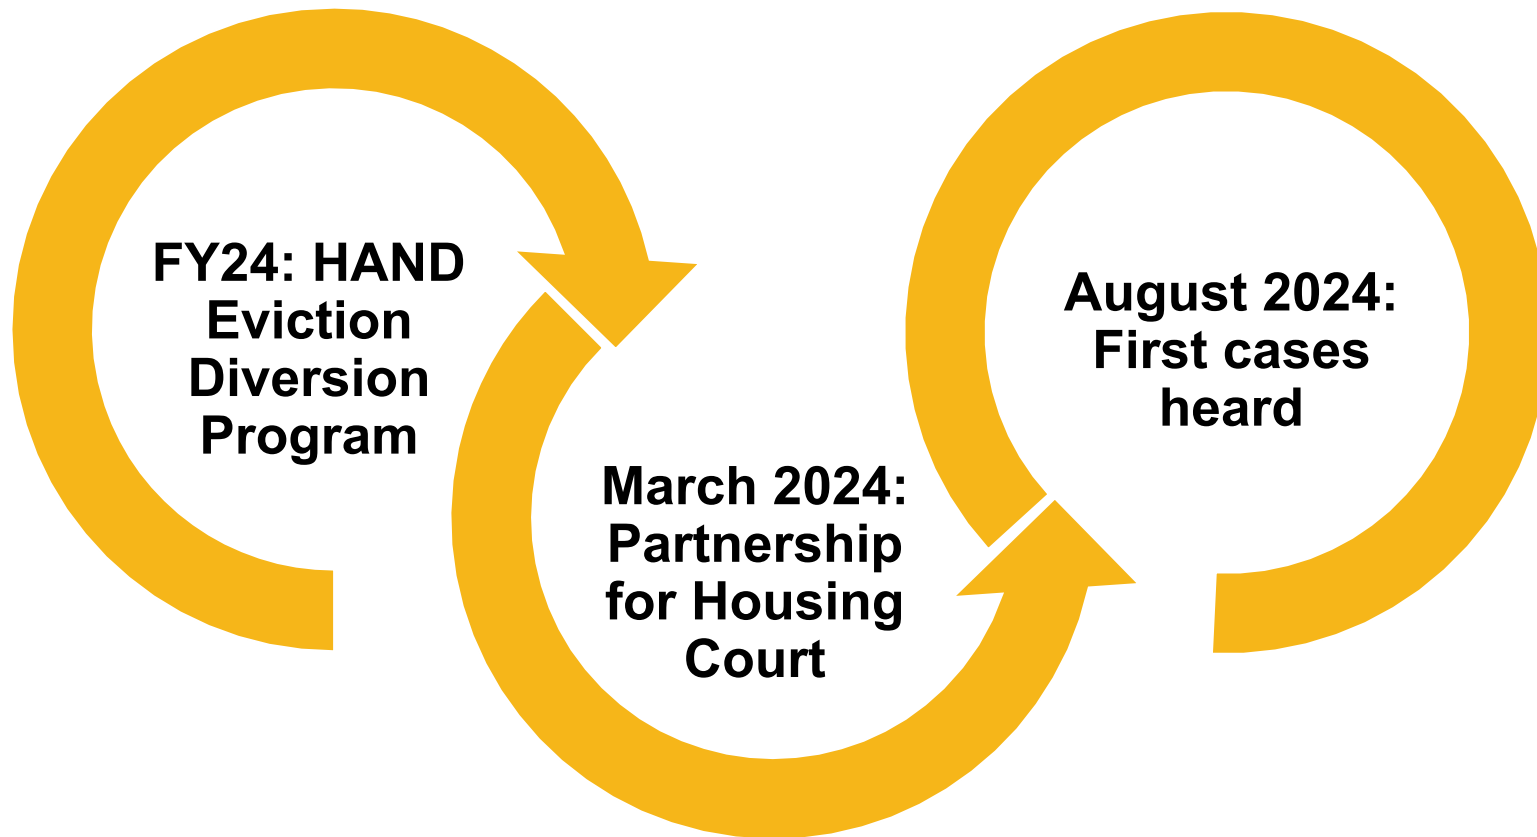 FY24: HAND
Eviction
Diversion
Program
March 2024:
Partnership
for Housing
Court
August 2024:
First cases
heard